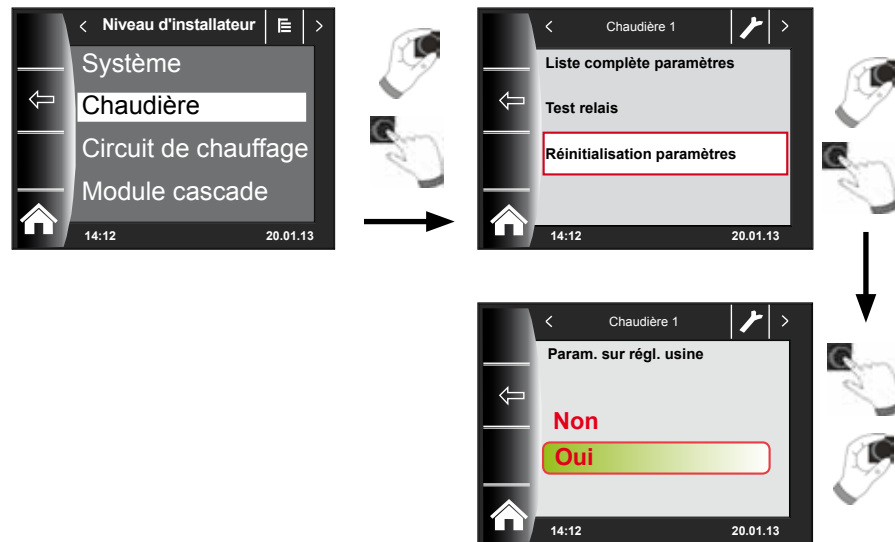 Niveau d'installateur
Système
Chaudière
Circuit de chauffage
Module cascade
14:12 20.01.13
Chaudière 1
Liste complète paramètres
Test relais
Réinitialisation paramètres
14:12 20.01.13
Chaudière 1
Param. sur régl. usine
Non
Oui
14:12 20.01.13